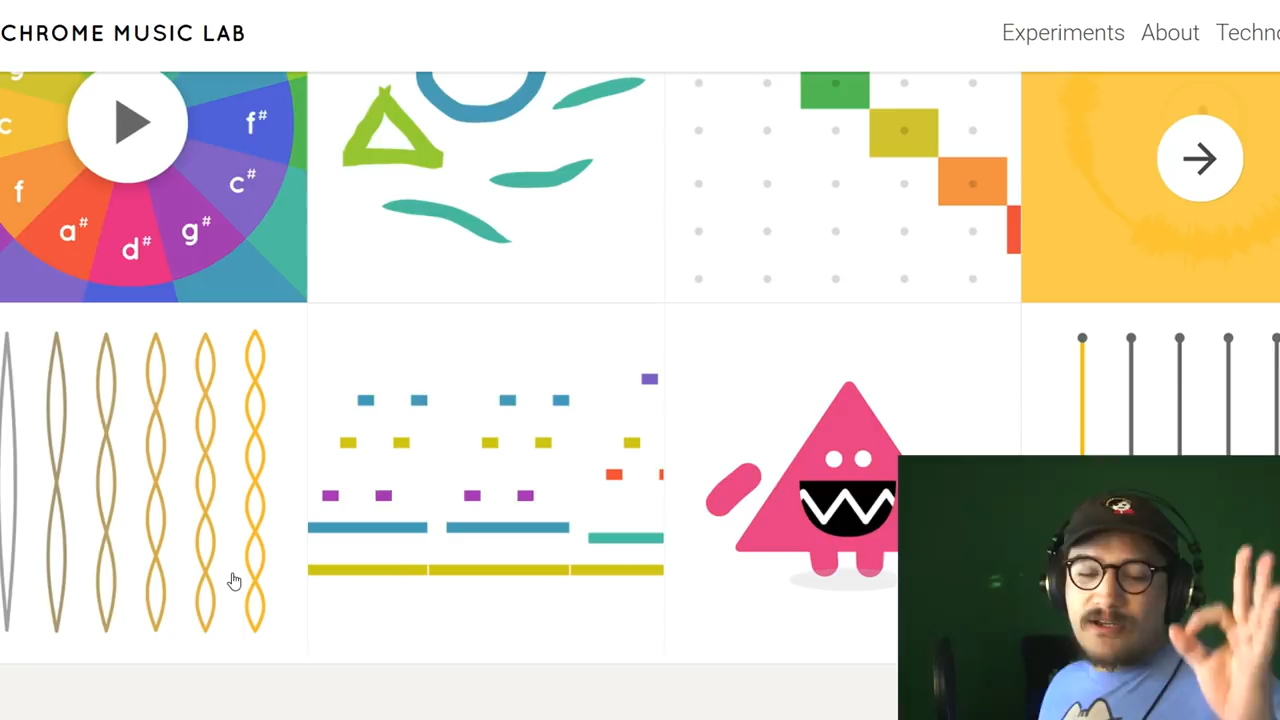 CHROME MUSIC LAB
Experiments About Techno
g
c
f#
f
c#
a#
g#
d#